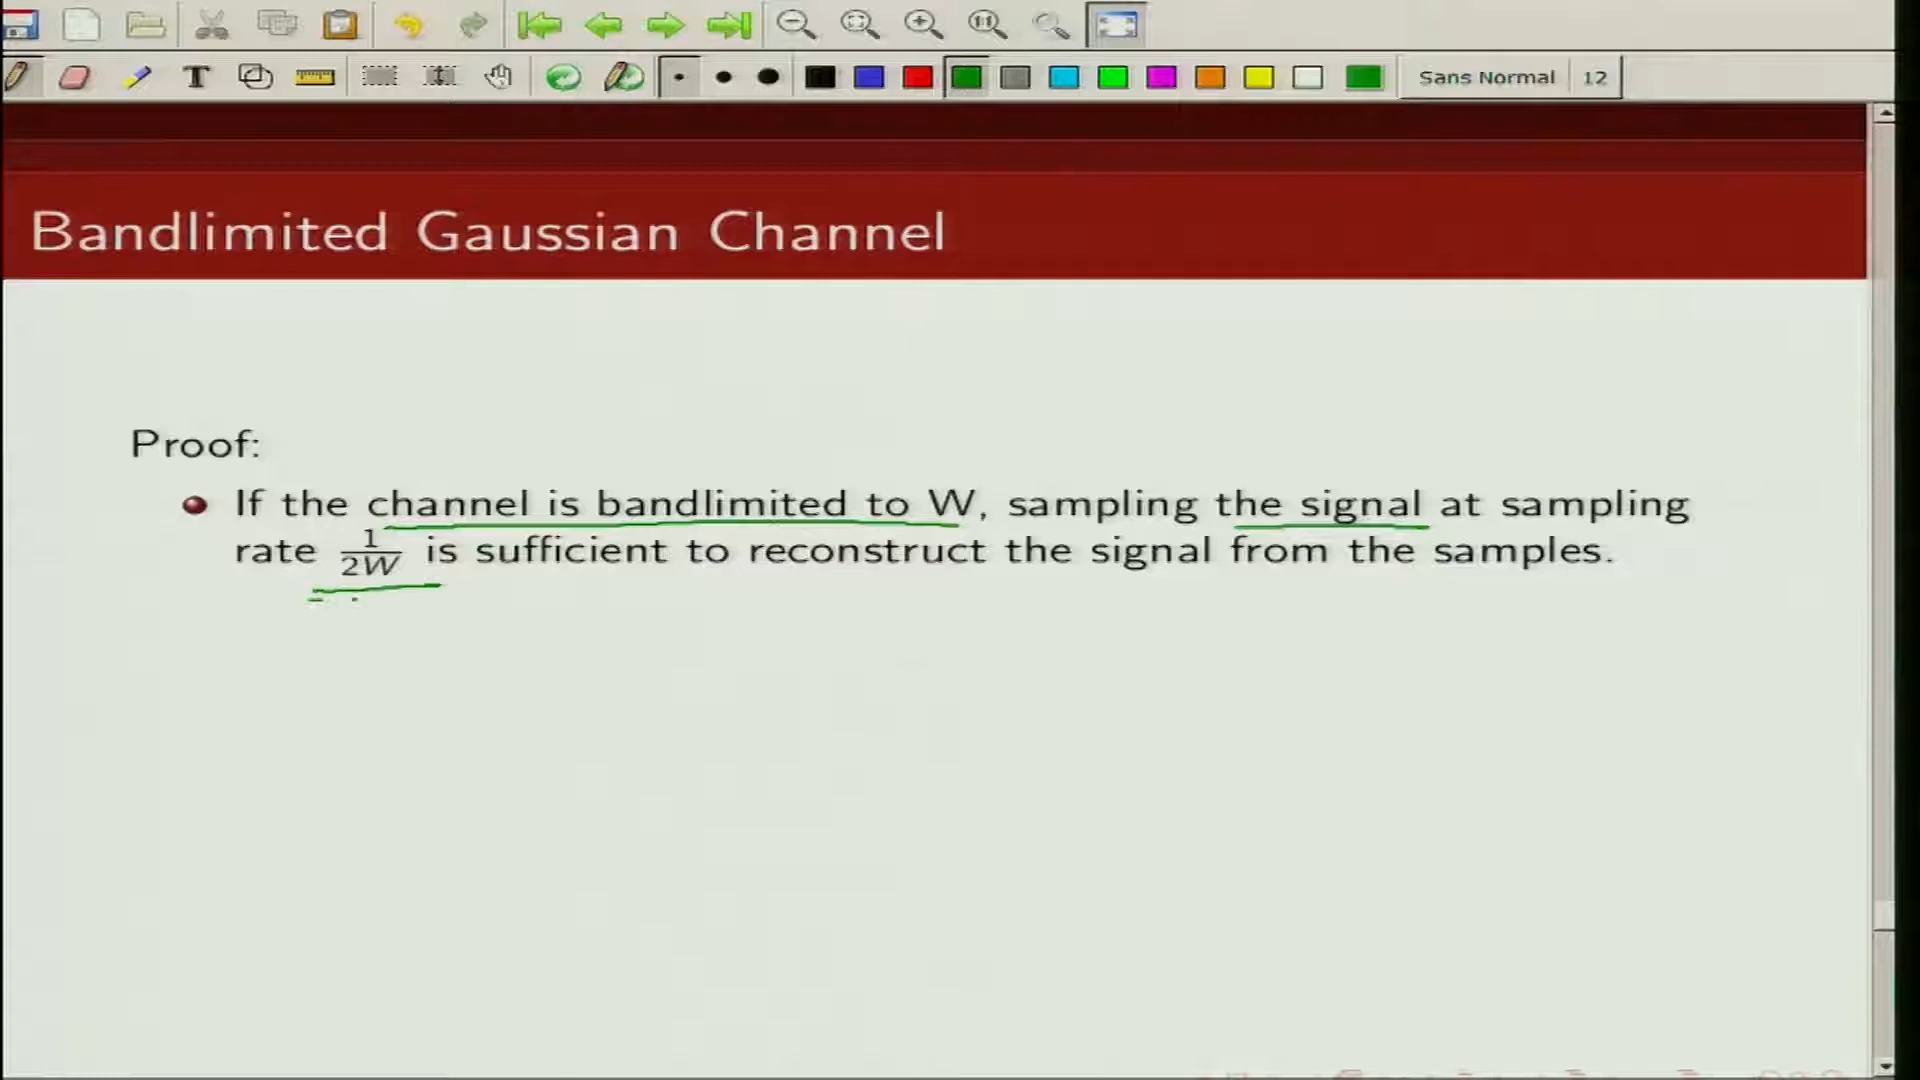 Sans Normal 12
Bandlimited Gaussian Channel
Proof:
If the channel is bandlimited to W, sampling the signal at sampling
rate 1/2W is sufficient to reconstruct the signal from the samples.